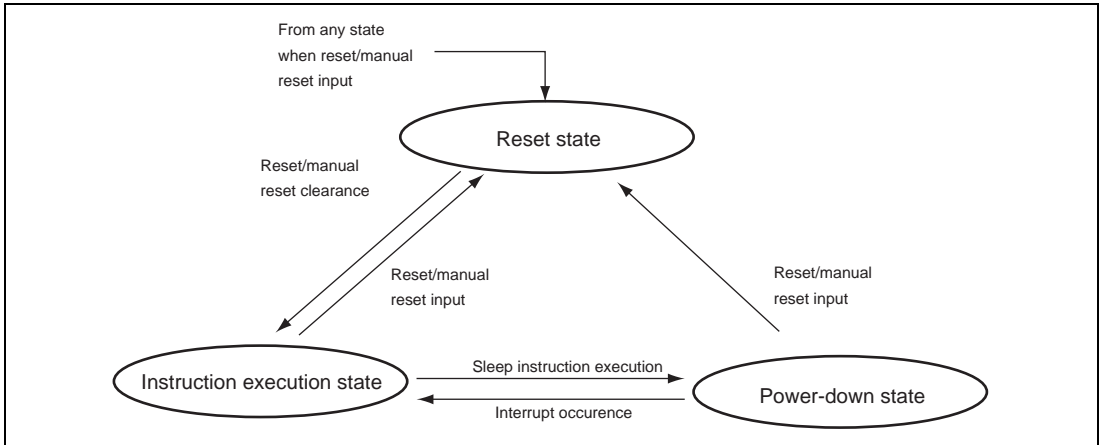 From any state
when reset/manual
reset input
Reset state
Reset/manual
reset clearance
Reset/manual
reset input
Reset/manual
reset input
Instruction execution state
Sleep instruction execution
Interrupt occurence
Power-down state